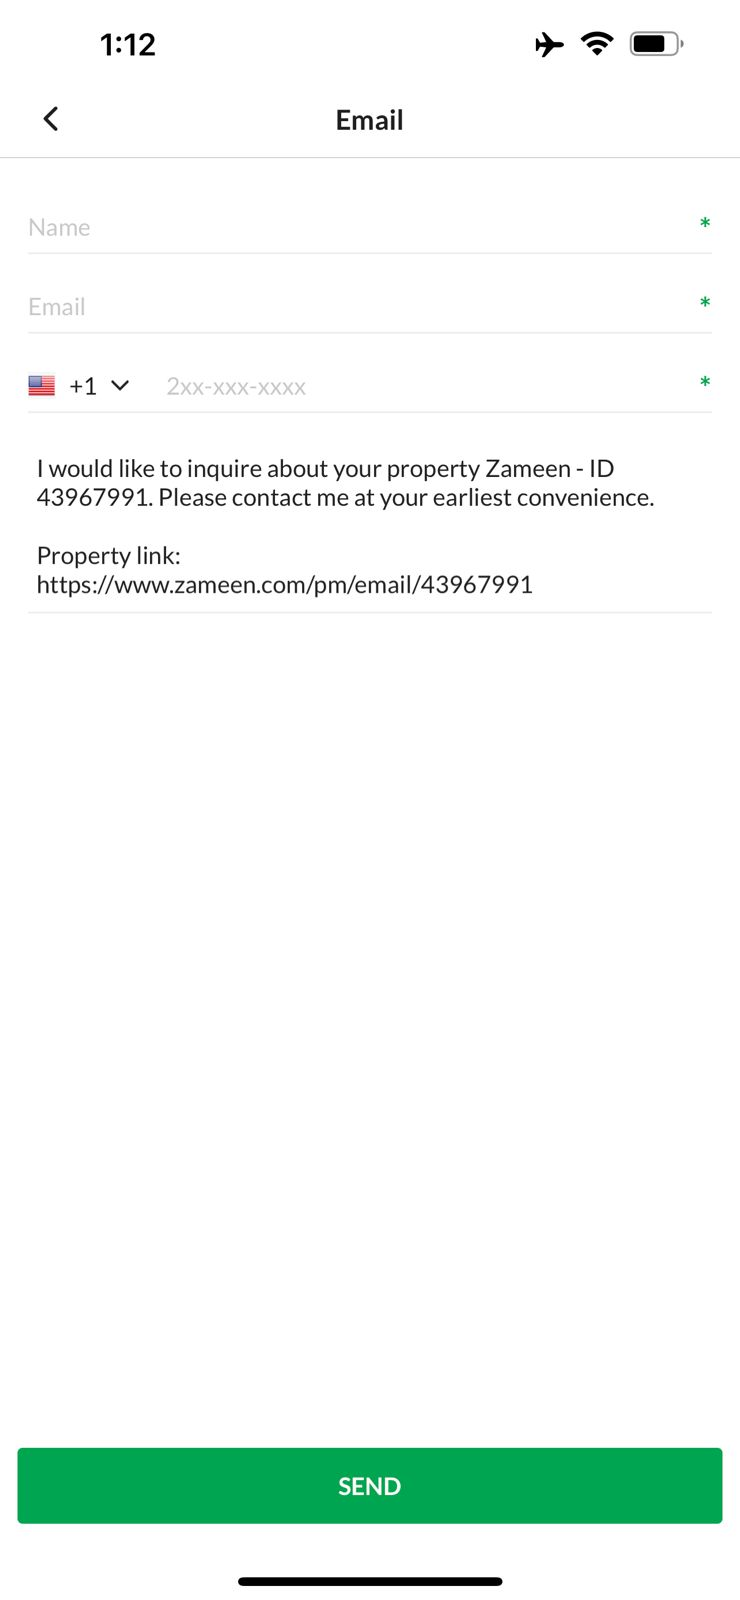 1:12
Email
Name *
Email *
+1 2xx-xxx-xxxx *
I would like to inquire about your property Zameen - ID
43967991. Please contact me at your earliest convenience.
Property link:
https://www.zameen.com/pm/email/43967991
SEND